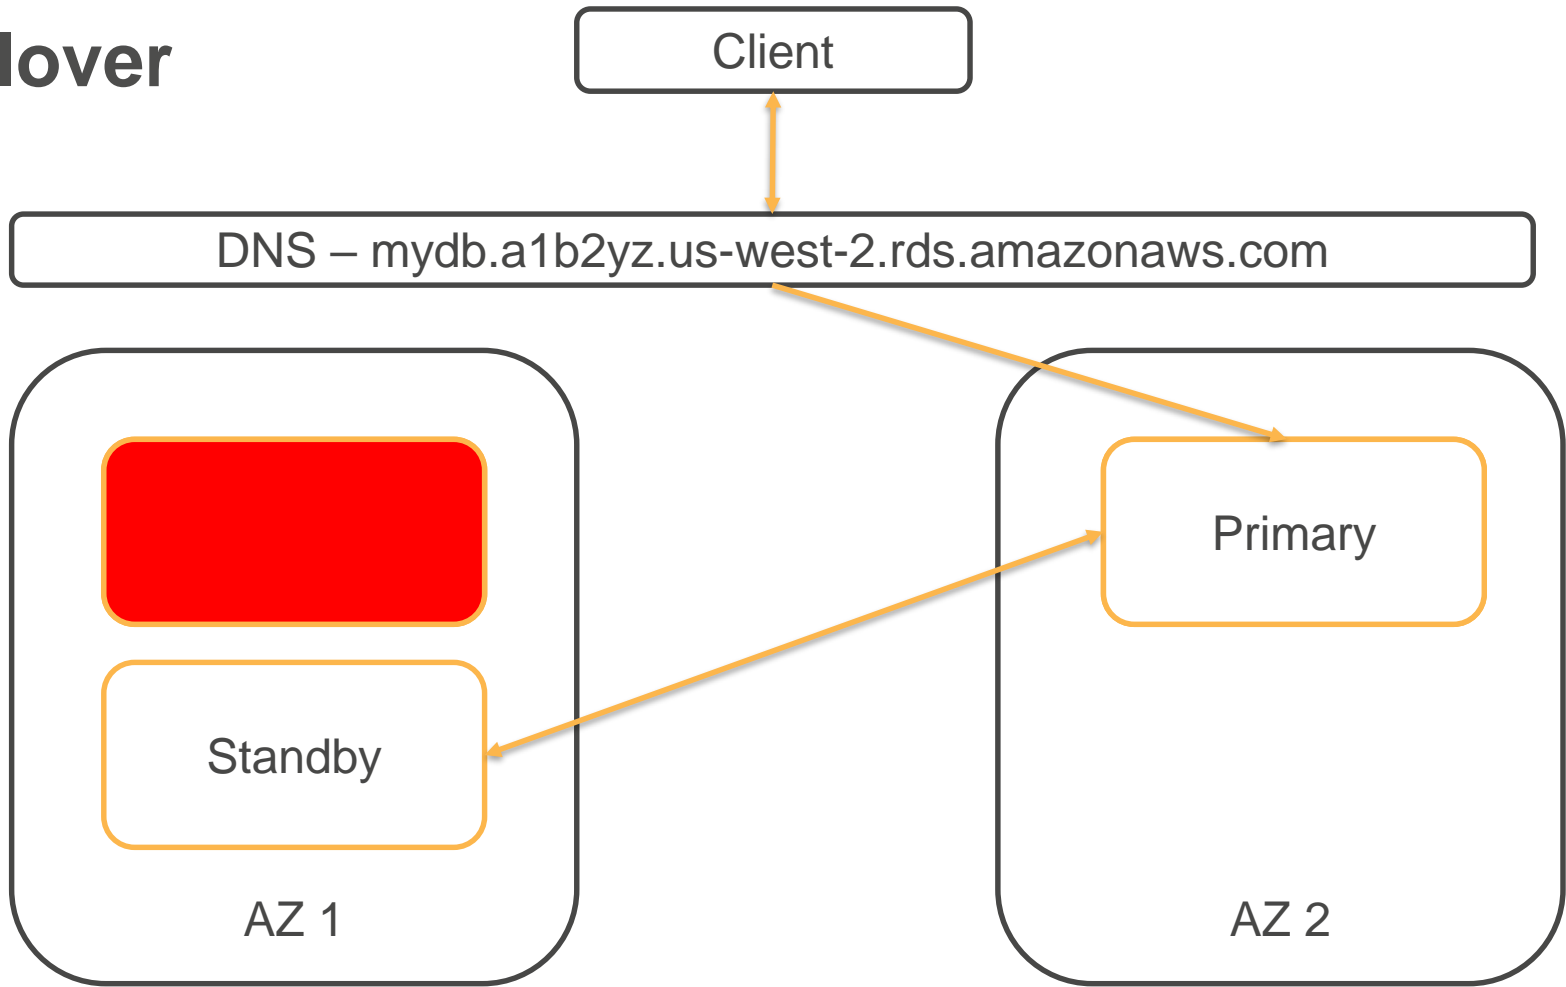 lover
Client
DNS – mydb.a1b2yz.us-west-2.rds.amazonaws.com
Primary
Standby
AZ 1
AZ 2